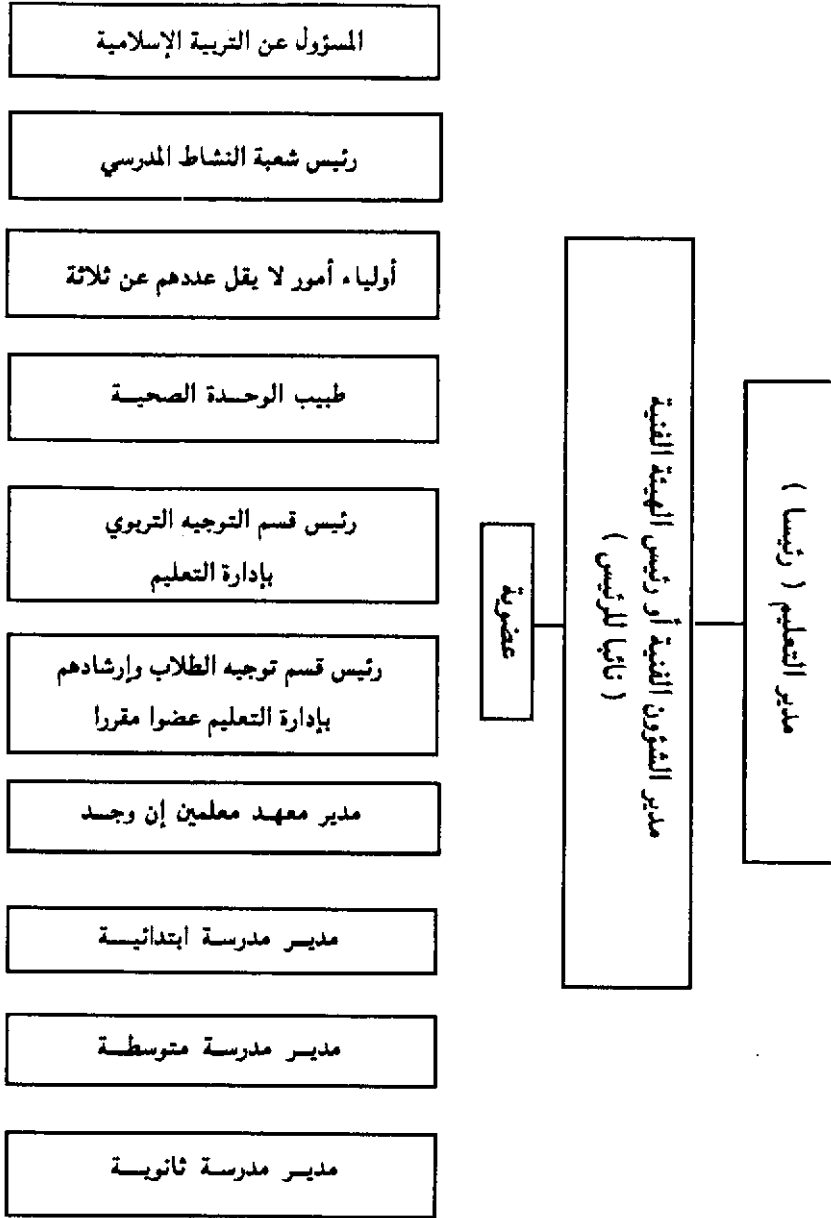 مدير التعليم ( رئيسا )
مدير الشؤون الفنية أو رئيس الهيئة الفنية
( نائبا للرئيس )
عضوية
المسؤول عن التربية الإسلامية
رئيس شعبة النشاط المدرسي
أولياء أمور لا يقل عددهم عن ثلاثة
طبيب الوحدة الصحية
رئيس قسم التوجيه التربوي
بإدارة التعليم
رئيس قسم توجيه الطلاب وإرشادهم
بإدارة التعليم عضوا مقررا
مدير معهد معلمين إن وجد
مدير مدرسة ابتدائية
مدير مدرسة متوسطة
مدير مدرسة ثانوية